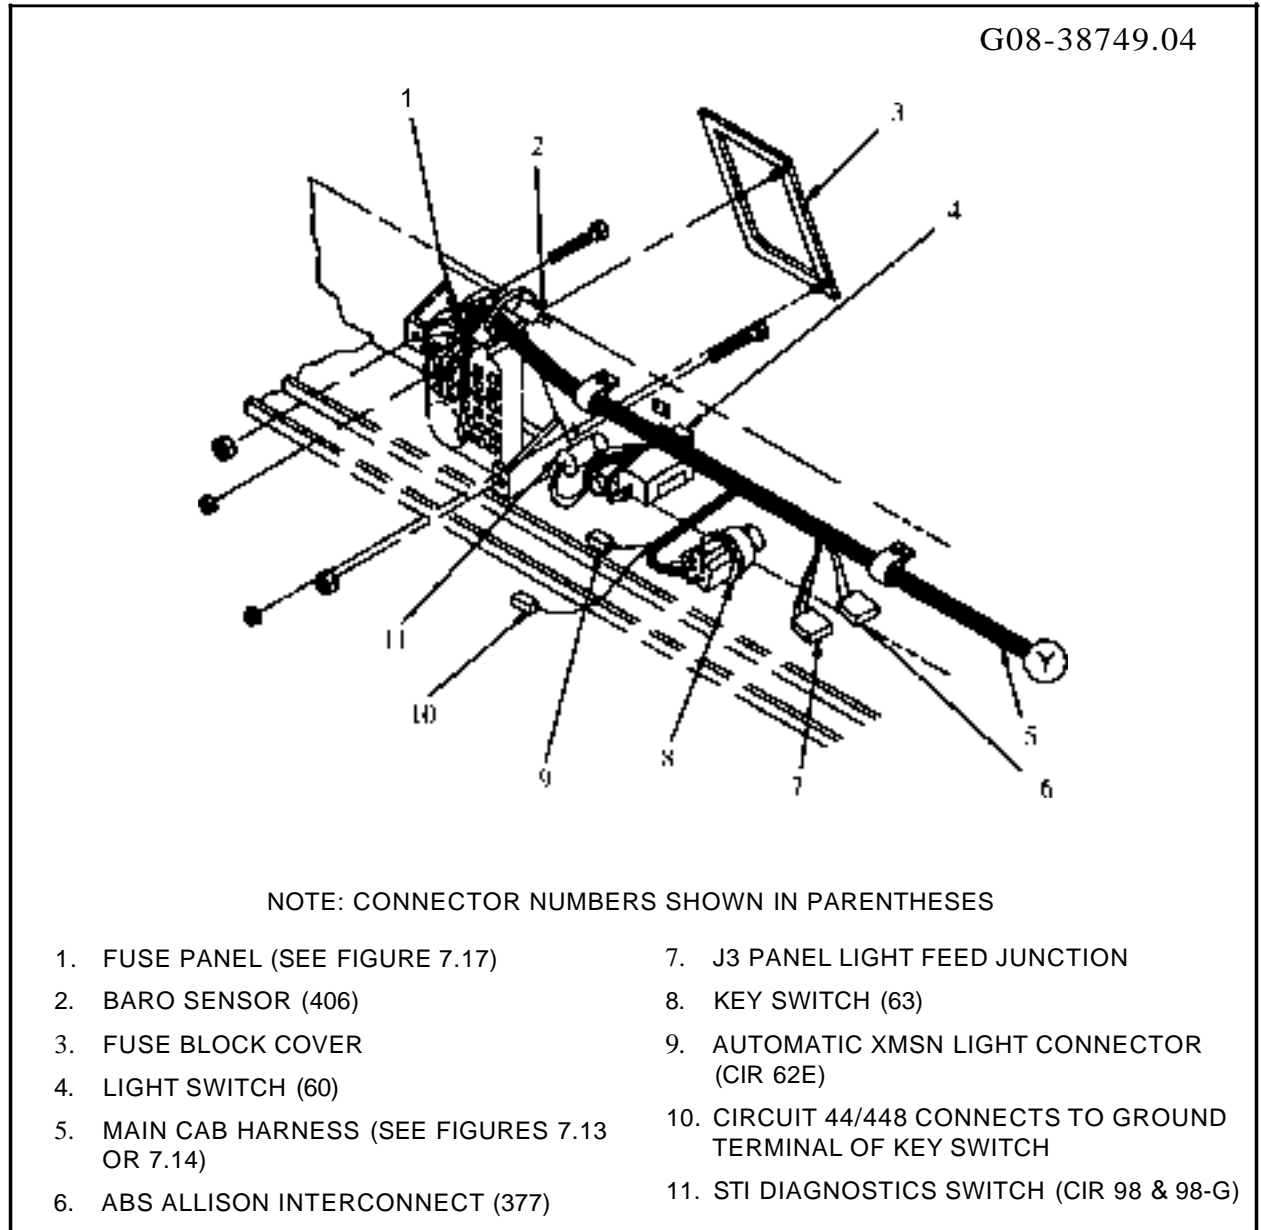 G08-38749.04
1
2
3
4
5
6
7
8
9
10
11
Y
NOTE: CONNECTOR NUMBERS SHOWN IN PARENTHESES
1. FUSE PANEL (SEE FIGURE 7.17)
2. BARO SENSOR (406)
3. FUSE BLOCK COVER
4. LIGHT SWITCH (60)
5. MAIN CAB HARNESS (SEE FIGURES 7.13
OR 7.14)
6. ABS ALLISON INTERCONNECT (377)
7. J3 PANEL LIGHT FEED JUNCTION
8. KEY SWITCH (63)
9. AUTOMATIC XMSN LIGHT CONNECTOR
(CIR 62E)
10. CIRCUIT 44/448 CONNECTS TO GROUND
TERMINAL OF KEY SWITCH
11. STI DIAGNOSTICS SWITCH (CIR 98 & 98-G)